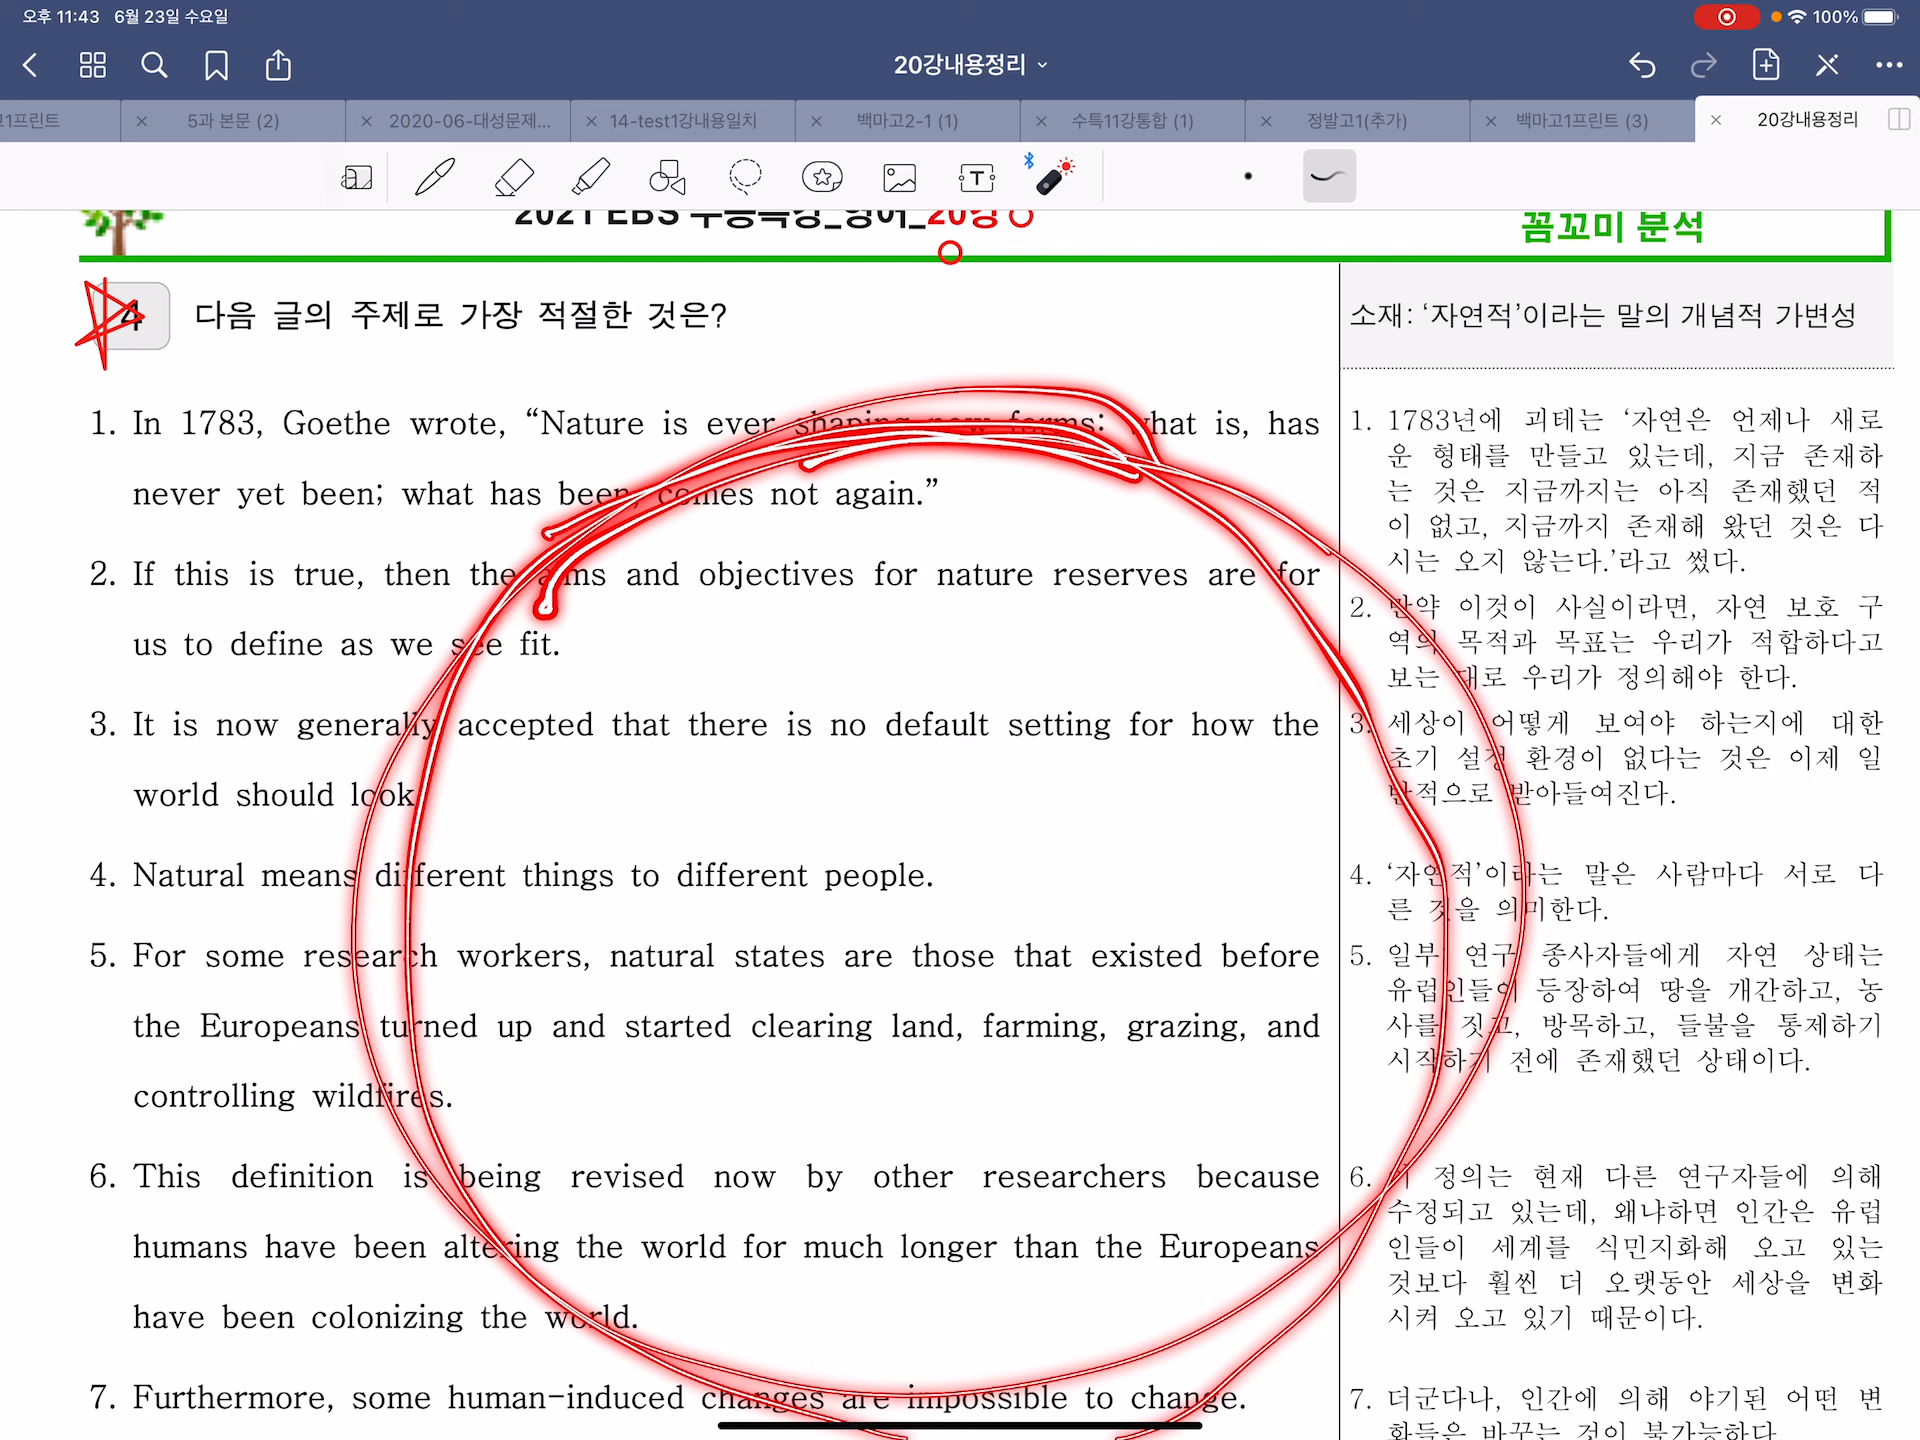 오후 11:43 6월 23일 수요일
100%
20강내용정리
고1프린트
5과 본문 (2)
2020-06-대성문제...
14-test1강내용일치
백마고2-1 (1)
수특11강통합 (1)
정발고1(추가)
백마고1프린트 (3)
20강내용정리
2021 EBS 수능특강_영어_20강
꼼꼬미 분석
4 다음 글의 주제로 가장 적절한 것은?
소재: ‘자연적’이라는 말의 개념적 가변성
1. In 1783, Goethe wrote, “Nature is ever shaping new forms: what is, has
never yet been; what has been, comes not again.”
2. If this is true, then the aims and objectives for nature reserves are for
us to define as we see fit.
3. It is now generally accepted that there is no default setting for how the
world should look.
4. Natural means different things to different people.
5. For some research workers, natural states are those that existed before
the Europeans turned up and started clearing land, farming, grazing, and
controlling wildfires.
6. This definition is being revised now by other researchers because
humans have been altering the world for much longer than the Europeans
have been colonizing the world.
7. Furthermore, some human-induced changes are impossible to change.
1. 1783년에 괴테는 ‘자연은 언제나 새로
운 형태를 만들고 있는데, 지금 존재하
는 것은 지금까지는 아직 존재했던 적
이 없고, 지금까지 존재해 왔던 것은 다
시는 오지 않는다.’라고 썼다.
2. 만약 이것이 사실이라면, 자연 보호 구
역의 목적과 목표는 우리가 적합하다고
보는 대로 우리가 정의해야 한다.
3. 세상이 어떻게 보여야 하는지에 대한
초기 설정 환경이 없다는 것은 이제 일
반적으로 받아들여진다.
4. ‘자연적’이라는 말은 사람마다 서로 다
른 것을 의미한다.
5. 일부 연구 종사자들에게 자연 상태는
유럽인들이 등장하여 땅을 개간하고, 농
사를 짓고, 방목하고, 들불을 통제하기
시작하기 전에 존재했던 상태이다.
6. 이 정의는 현재 다른 연구자들에 의해
수정되고 있는데, 왜냐하면 인간은 유럽
인들이 세계를 식민지화해 오고 있는
것보다 훨씬 더 오랫동안 세상을 변화
시켜 오고 있기 때문이다.
7. 더군다나, 인간에 의해 야기된 어떤 변
화들은 바꾸는 것이 불가능하다.